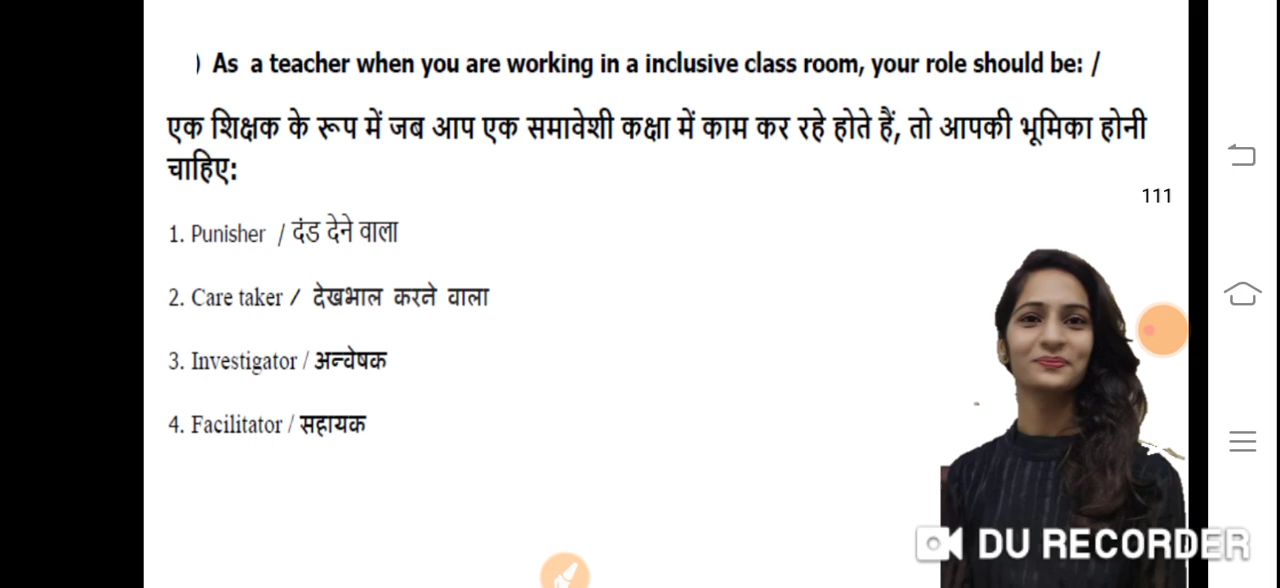 ) As a teacher when you are working in a inclusive class room, your role should be: /
एक शिक्षक के रूप में जब आप एक समावेशी कक्षा में काम कर रहे होते हैं, तो आपकी भूमिका होनी
चाहिए:
111
1. Punisher / दंड देने वाला
2. Care taker / देखभाल करने वाला
3. Investigator / अन्वेषक
4. Facilitator / सहायक
DU RECORDER